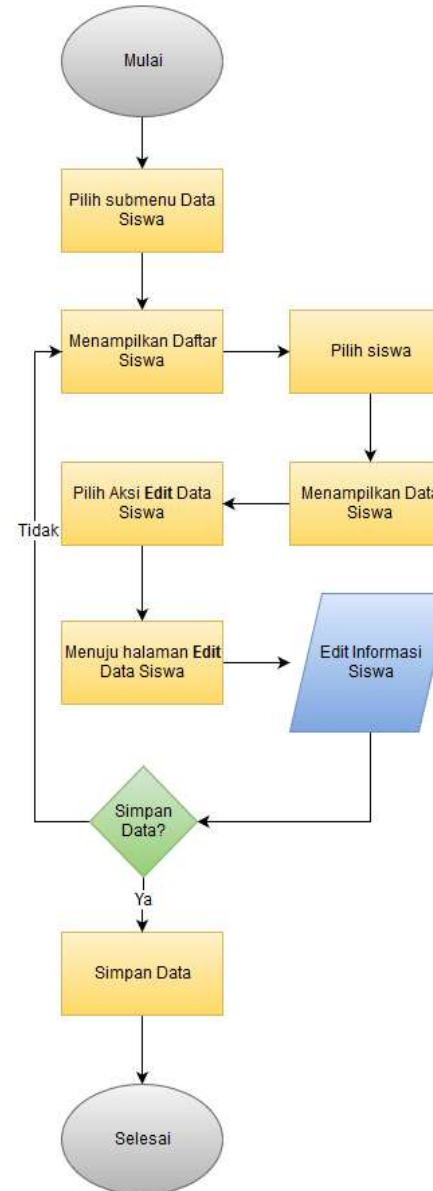 Mulai
Pilih submenu Data
Siswa
Menampilkan Daftar
Siswa
Pilih siswa
Menampilkan Data
Siswa
Pilih Aksi Edit Data
Siswa
Tidak
Menuju halaman Edit
Data Siswa
Edit Informasi
Siswa
Simpan
Data?
Ya
Simpan Data
Selesai